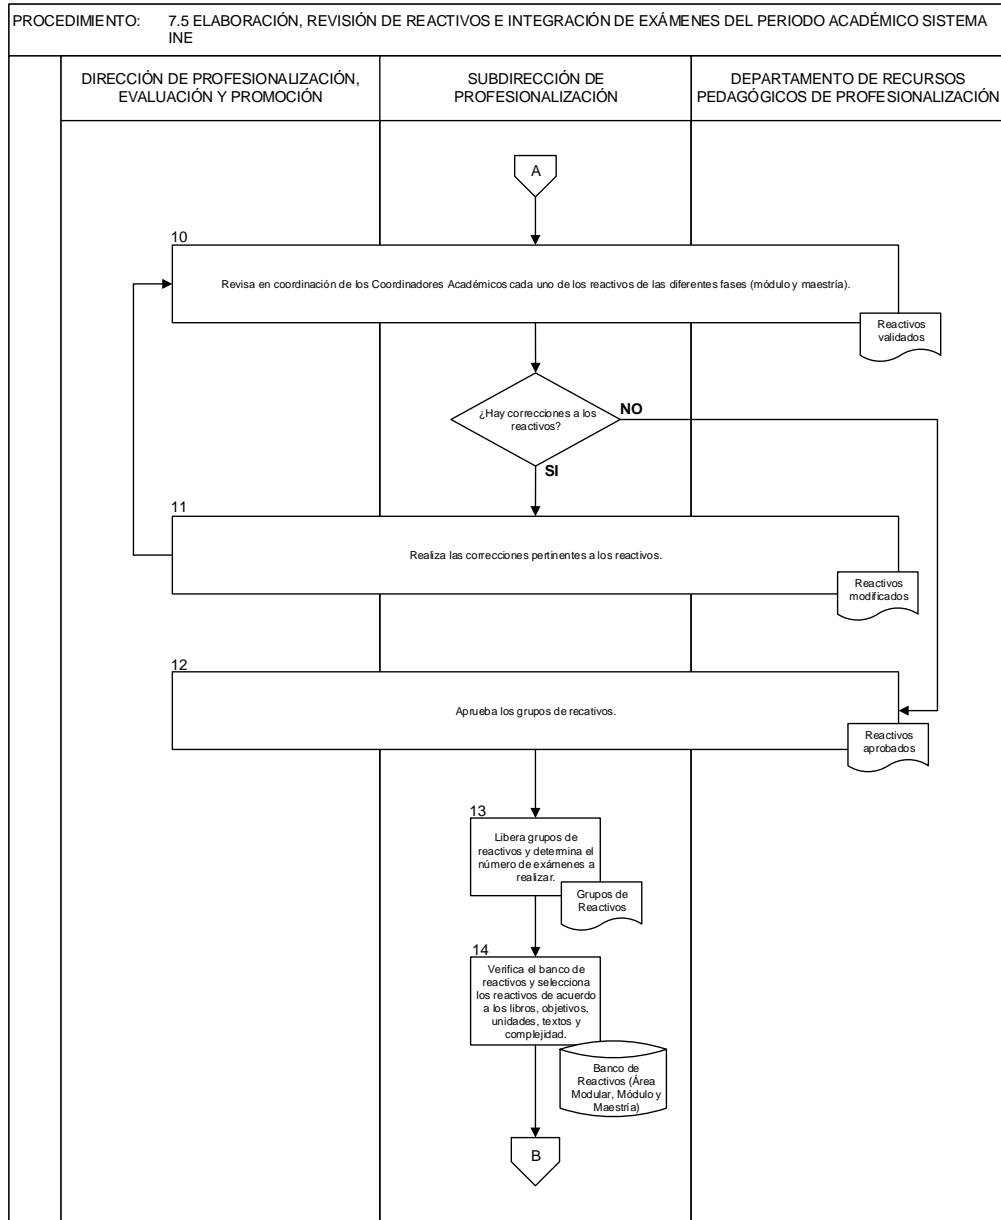 PROCEDIMIENTO: 7.5 ELABORACIÓN, REVISIÓN DE REACTIVOS E INTEGRACIÓN DE EXÁMENES DEL PERIODO ACADÉMICO SISTEMA
INE
DIRECCIÓN DE PROFESIONALIZACIÓN,
EVALUACIÓN Y PROMOCIÓN
SUBDIRECCIÓN DE
PROFESIONALIZACIÓN
DEPARTAMENTO DE RECURSOS
PEDAGÓGICOS DE PROFESIONALIZACIÓN
A
10
Revisa en coordinación de los Coordinadores Académicos cada uno de los reactivos de las diferentes fases (módulo y maestría).
Reactivos
validados
¿Hay correcciones a los
reactivos?
NO
SI
11
Realiza las correcciones pertinentes a los reactivos.
Reactivos
modificados
12
Aprueba los grupos de recativos.
Reactivos
aprobados
13
Libera grupos de
reactivos y determina el
número de exámenes a
realizar.
Grupos de
Reactivos
14
Verifica el banco de
reactivos y selecciona
los reactivos de acuerdo
a los libros, objetivos,
unidades, textos y
complejidad.
Banco de
Reactivos (Área
Modular, Módulo y
Maestría)
B